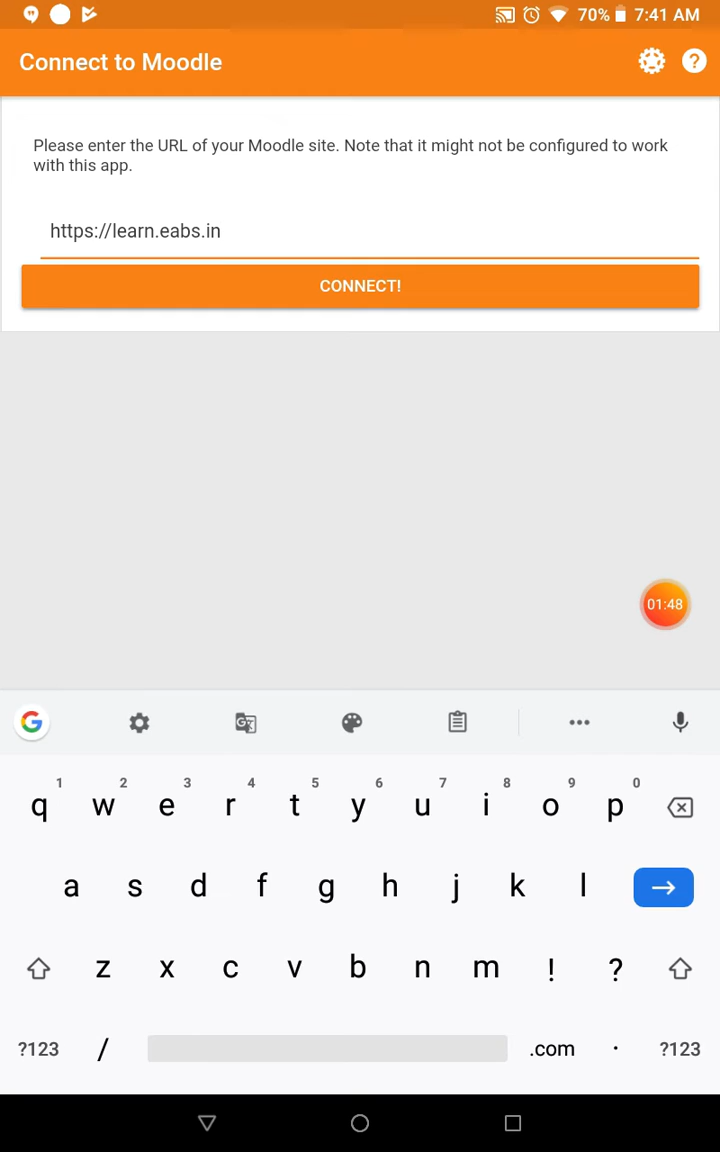 70% 7:41 AM
Connect to Moodle
Please enter the URL of your Moodle site. Note that it might not be configured to work
with this app.
https://learn.eabs.in
CONNECT!
01:48
1 2 3 4 5 6 7 8 9 0
q w e r t y u i o p
a s d f g h j k l
z x c v b n m ! ?
?123 / .com . ?123